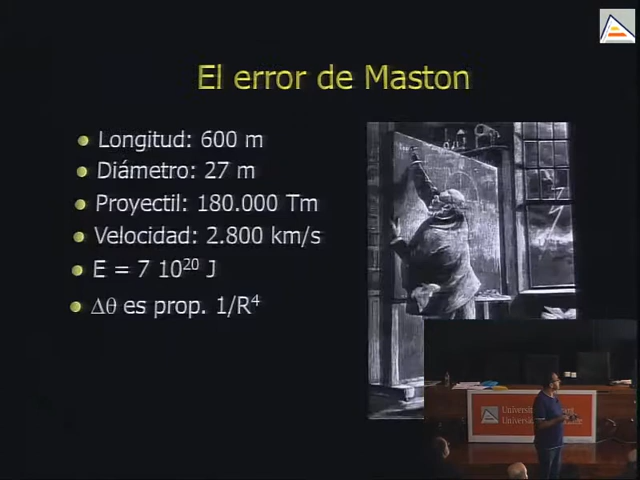 El error de Maston
Longitud: 600 m
Diámetro: 27 m
Proyectil: 180.000 Tm
Velocidad: 2.800 km/s
E = 7 10²⁰ J
Δθ es prop. 1/R⁴